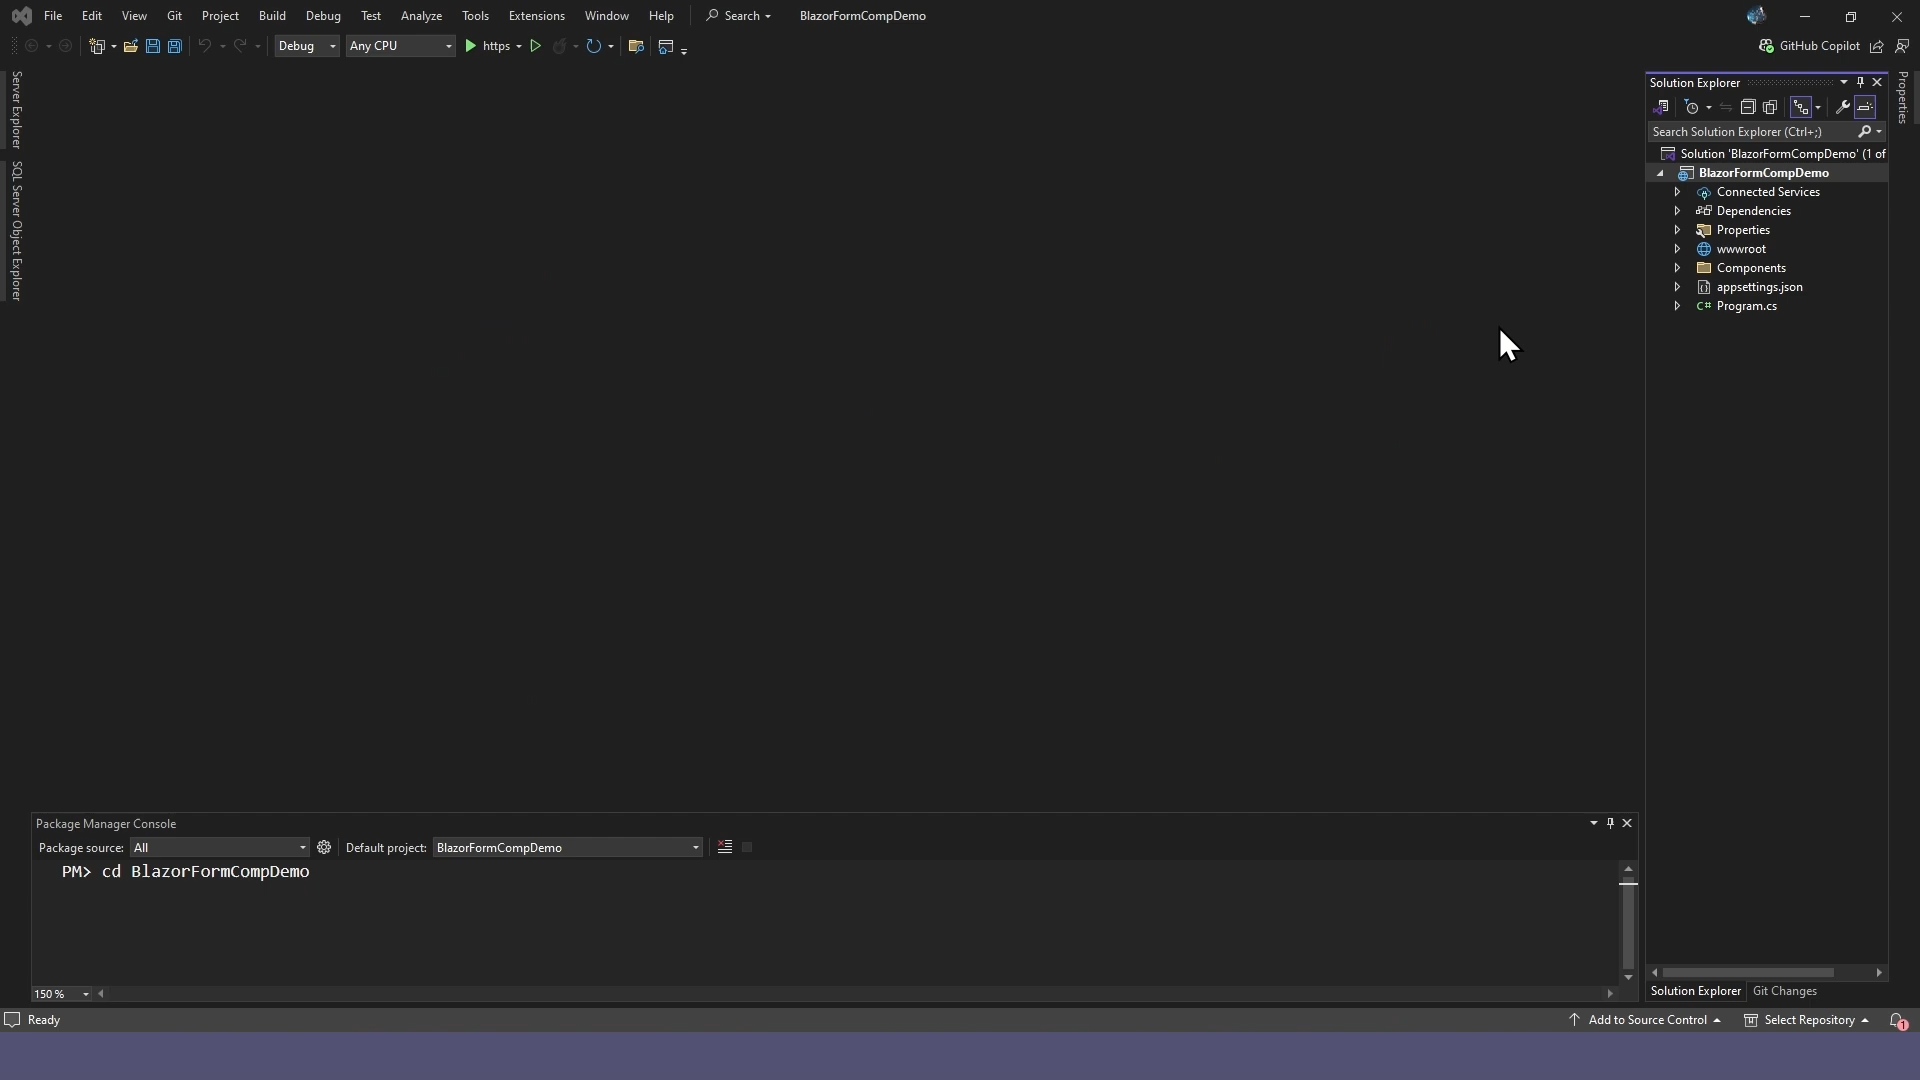 File Edit View Git Project Build Debug Test Analyze Tools Extensions Window Help Search BlazorFormCompDemo
Debug Any CPU https GitHub Copilot
Server Explorer
SQL Server Object Explorer
Solution Explorer
Search Solution Explorer (Ctrl+;)
Solution 'BlazorFormCompDemo' (1 of
BlazorFormCompDemo
Connected Services
Dependencies
Properties
wwwroot
Components
appsettings.json
C# Program.cs
Properties
Package Manager Console
Package source: All Default project: BlazorFormCompDemo
PM> cd BlazorFormCompDemo
150 %
Solution Explorer Git Changes
Ready Add to Source Control Select Repository 1